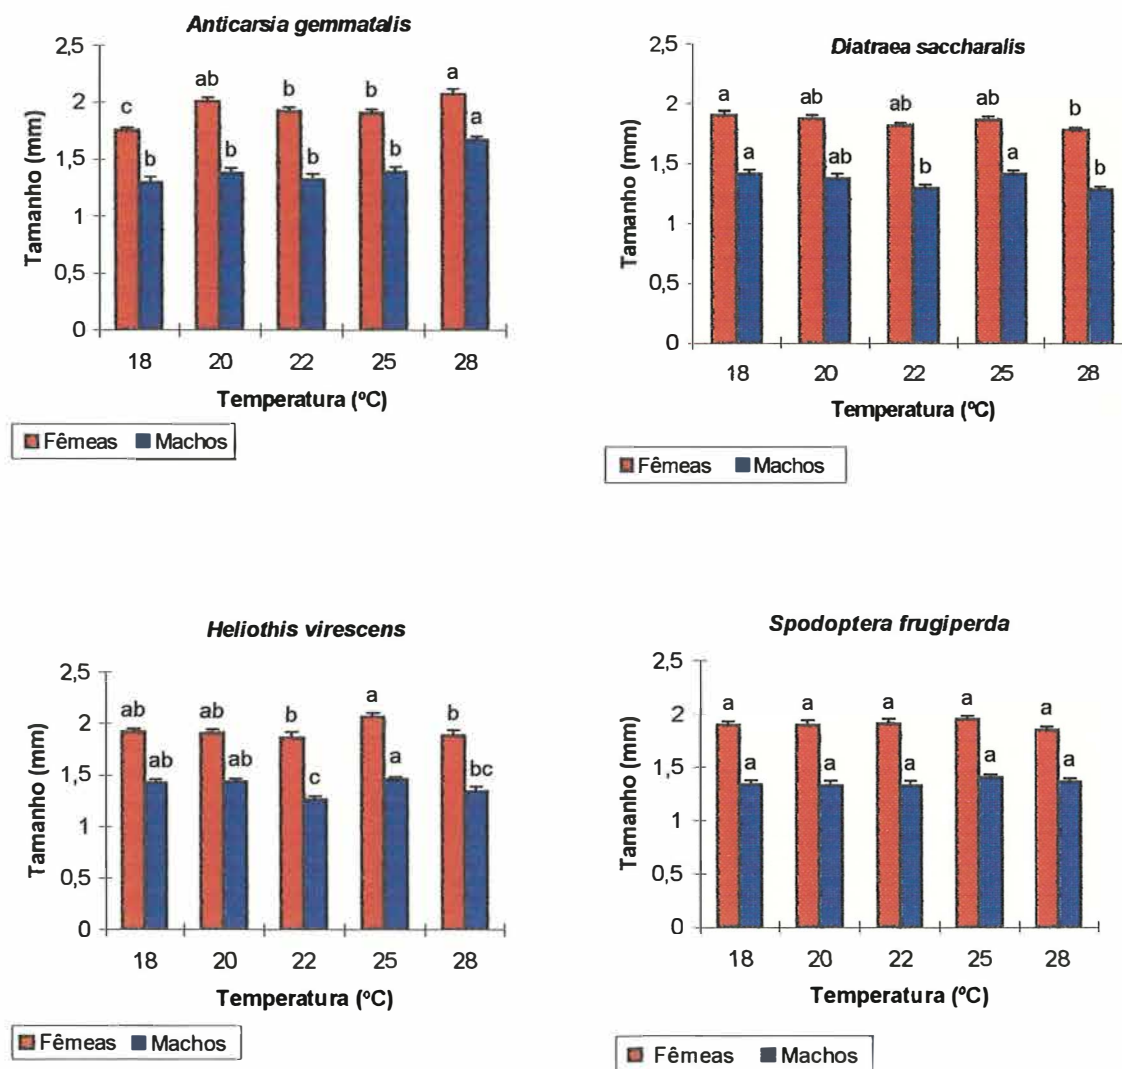 Anticarsia gemmatalis
2,5
2
1,5
1
0,5
0
Tamanho (mm)
c
b
ab
b
b
b
b
b
a
a
18 20 22 25 28
Temperatura (ºC)
Fêmeas Machos
Diatraea saccharalis
2,5
2
1,5
1
0,5
0
Tamanho (mm)
a
a
ab
ab
ab
b
ab
a
b
b
18 20 22 25 28
Temperatura (ºC)
Fêmeas Machos
Heliothis virescens
2,5
2
1,5
1
0,5
0
Tamanho (mm)
ab
ab
ab
ab
b
c
a
a
b
bc
18 20 22 25 28
Temperatura (ºC)
Fêmeas Machos
Spodoptera frugiperda
2,5
2
1,5
1
0,5
0
Tamanho (mm)
a
a
a
a
a
a
a
a
a
a
18 20 22 25 28
Temperatura (ºC)
Fêmeas Machos